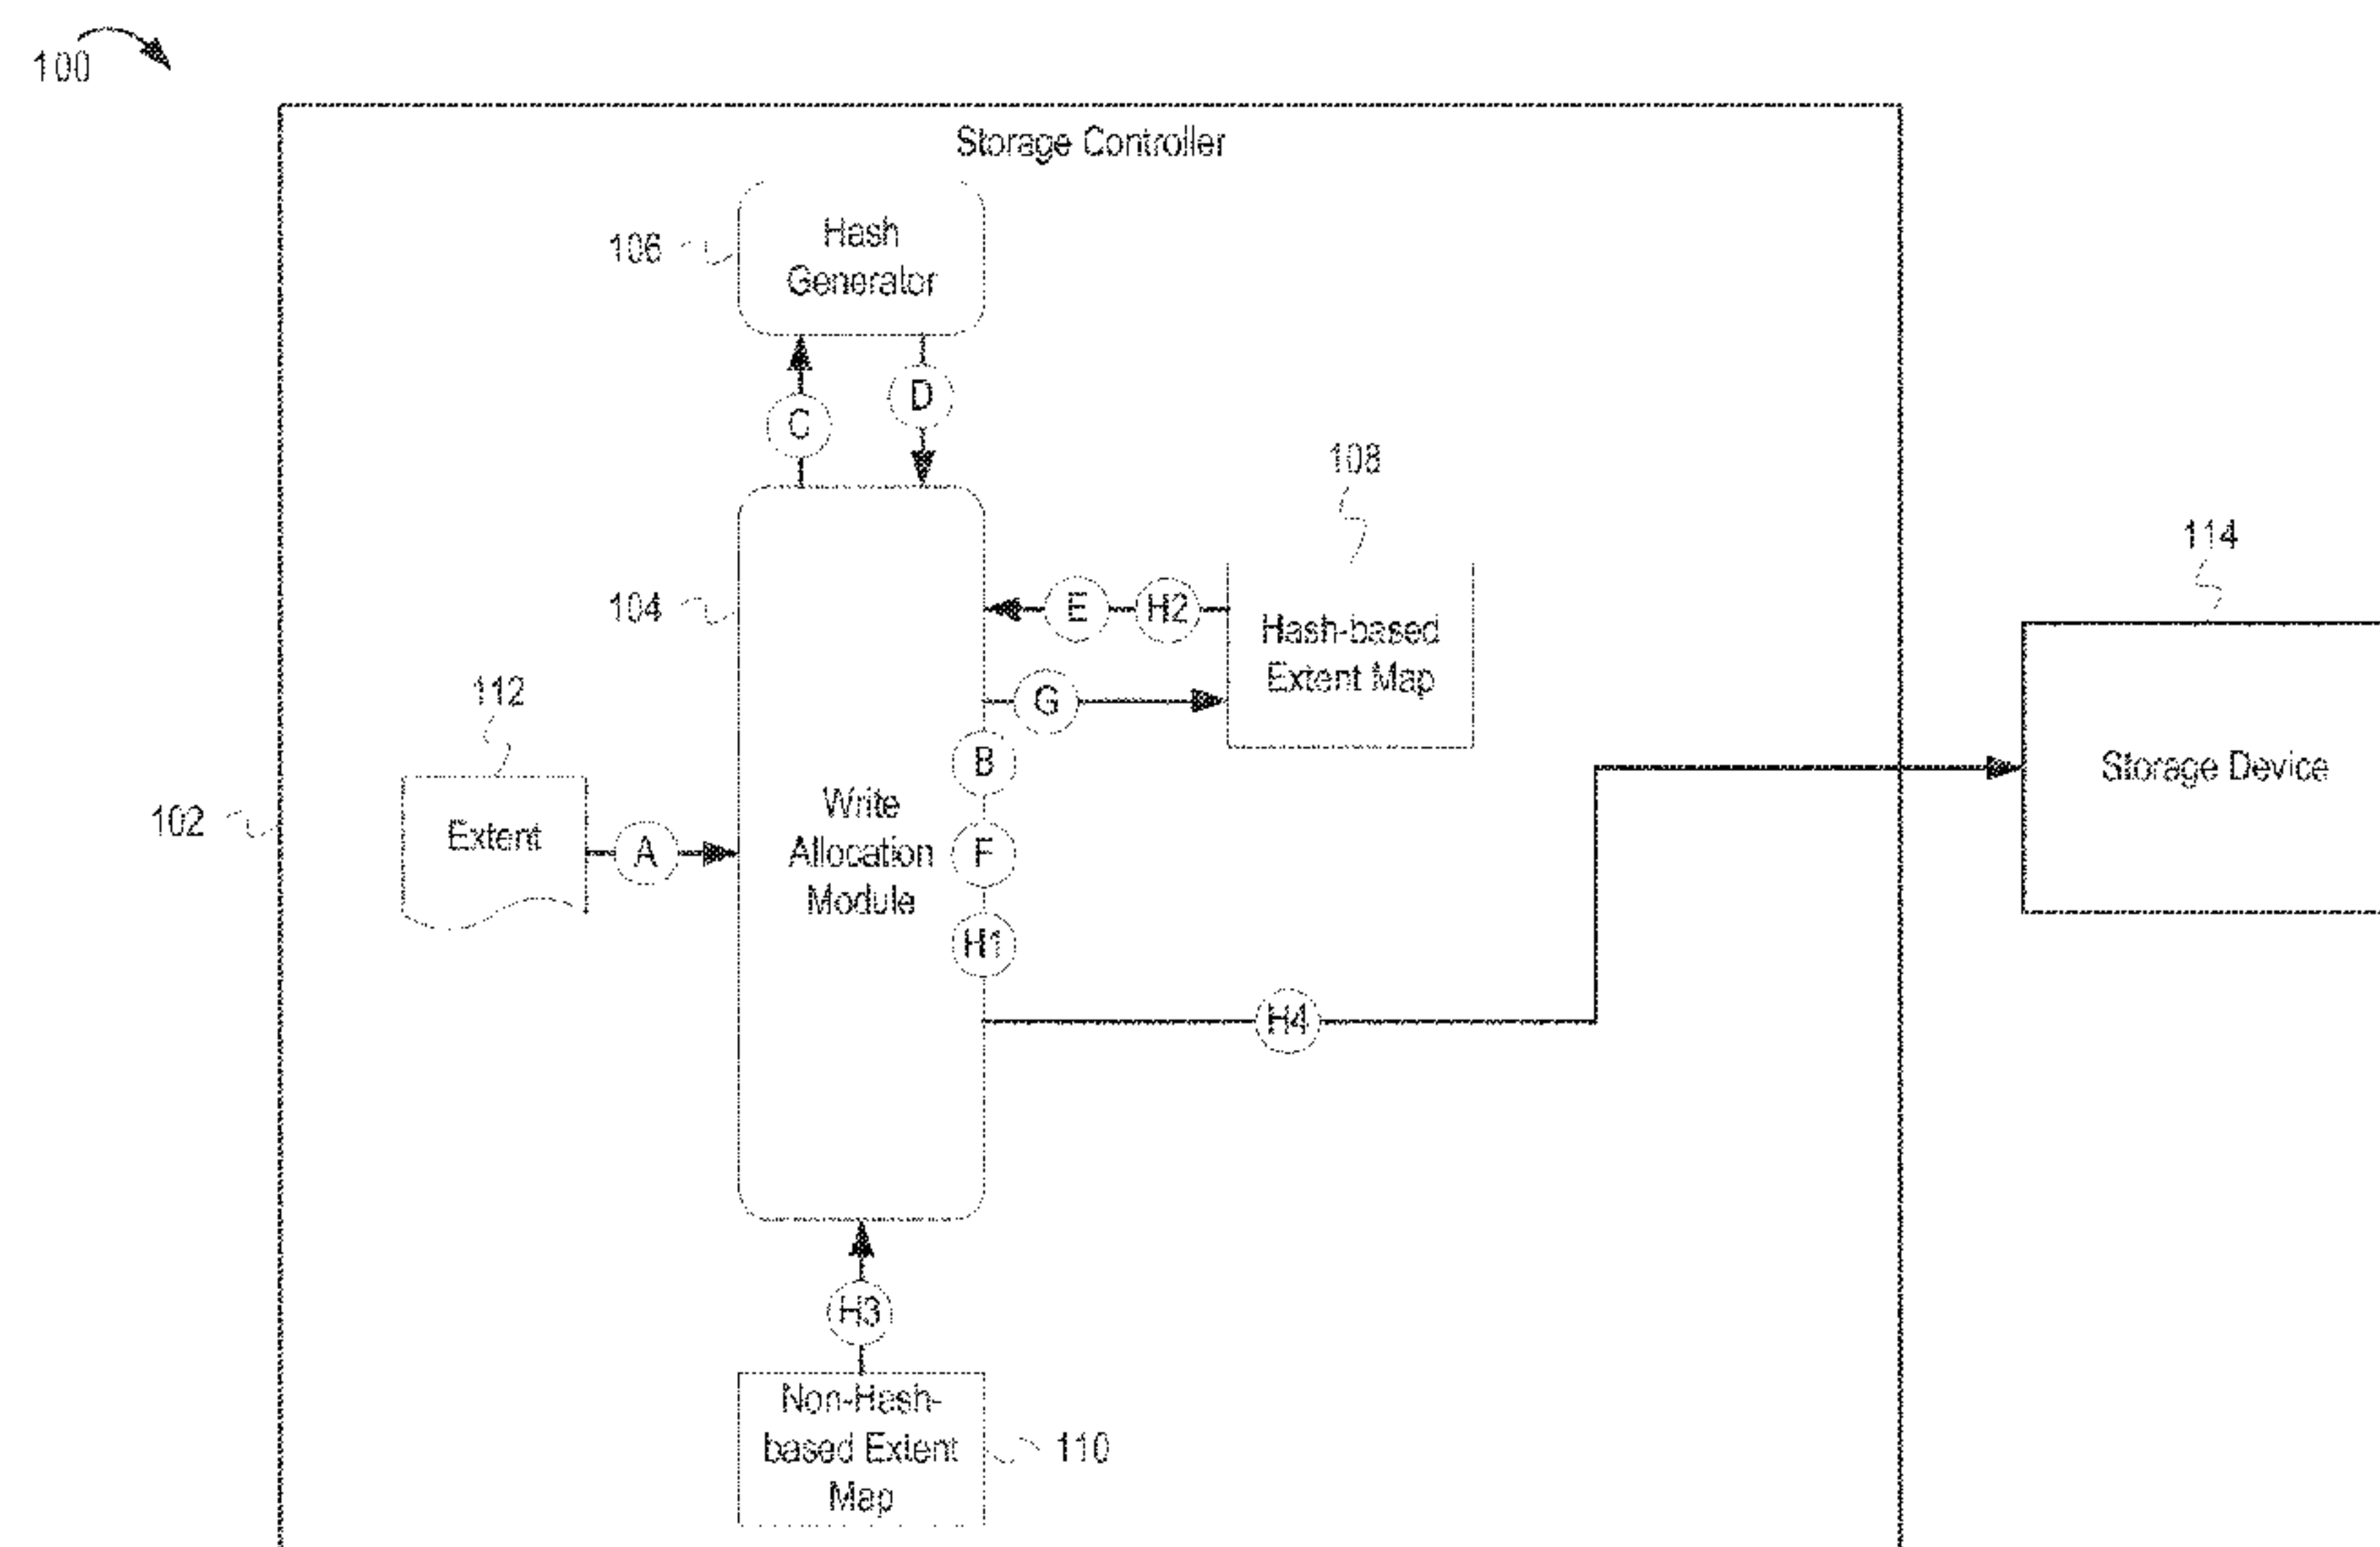 100
Storage Controller
106
Hash
Generator
C
D
108
114
104
E
H2
Hash-based
Extent Map
112
G
B
Storage Device
102
Extent
A
Write
Allocation
Module
F
H1
H4
H3
Non-Hash-
based Extent
Map
110